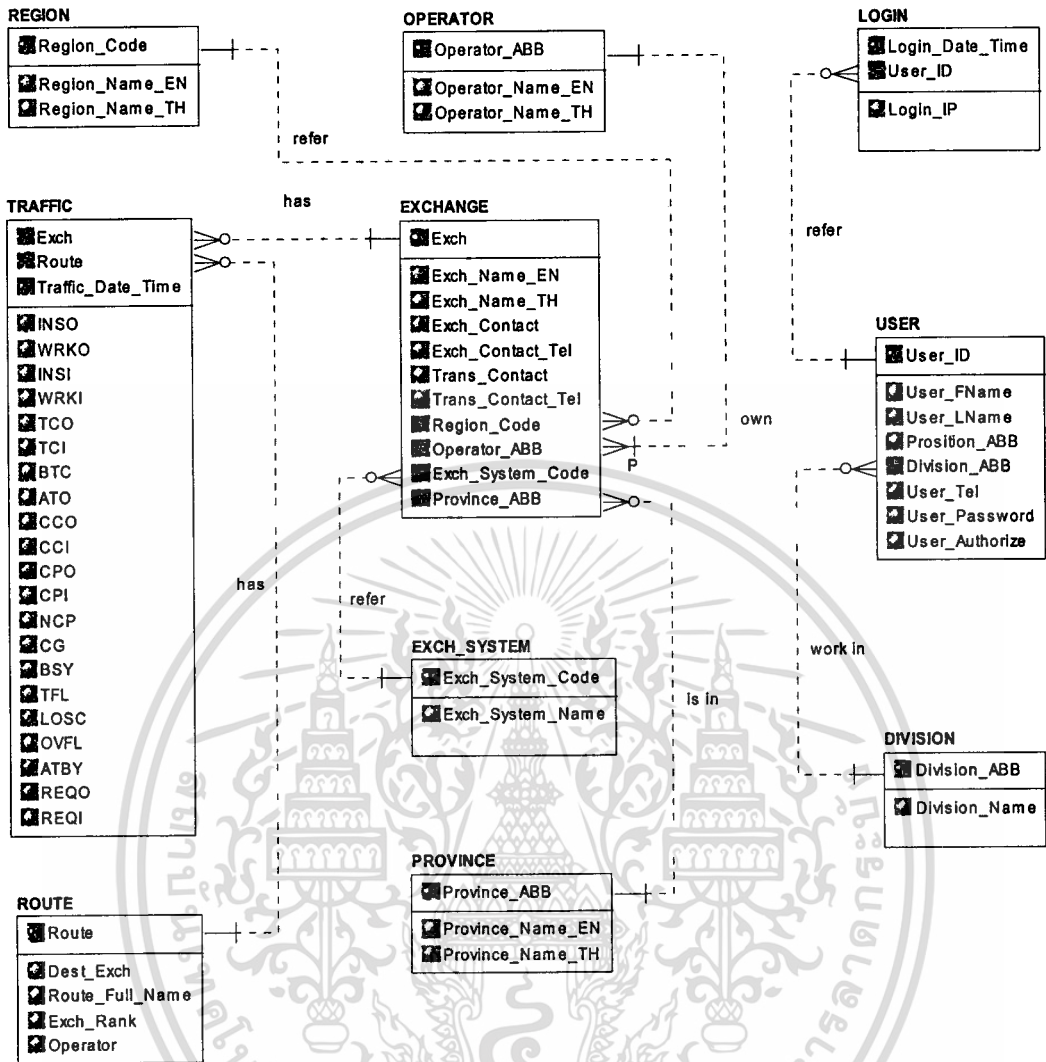 REGION
Region_Code
Region_Name_EN
Region_Name_TH
OPERATOR
Operator_ABB
Operator_Name_EN
Operator_Name_TH
LOGIN
Login_Date_Time
User_ID
Login_IP
refer
has
refer
TRAFFIC
Exch
Route
Traffic_Date_Time
INSO
WRKO
INSI
WRKI
TCO
TCI
BTC
ATO
CCO
CCI
CPO
CPI
NCP
CG
BSY
TFL
LOSC
OVFL
ATBY
REQO
REQI
EXCHANGE
Exch
Exch_Name_EN
Exch_Name_TH
Exch_Contact
Exch_Contact_Tel
Trans_Contact
Trans_Contact_Tel
Region_Code
Operator_ABB
Exch_System_Code
Province_ABB
own
P
USER
User_ID
User_FName
User_LName
Prosition_ABB
Division_ABB
User_Tel
User_Password
User_Authorize
has
refer
is in
work in
EXCH_SYSTEM
Exch_System_Code
Exch_System_Name
DIVISION
Division_ABB
Division_Name
PROVINCE
Province_ABB
Province_Name_EN
Province_Name_TH
ROUTE
Route
Dest_Exch
Route_Full_Name
Exch_Rank
Operator